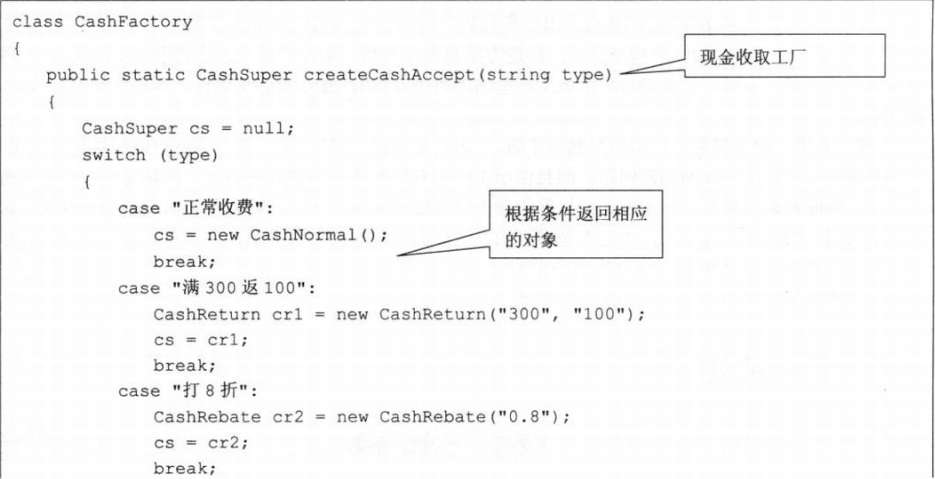 class CashFactory
{
public static CashSuper createCashAccept(string type)
现金收取工厂
{
CashSuper cs = null;
switch (type)
{
case "正常收费":
cs = new CashNormal();
break;
根据条件返回相应
的对象
case "满 300 返 100":
CashReturn cr1 = new CashReturn("300", "100");
cs = cr1;
break;
case "打 8 折":
CashRebate cr2 = new CashRebate("0.8");
cs = cr2;
break;